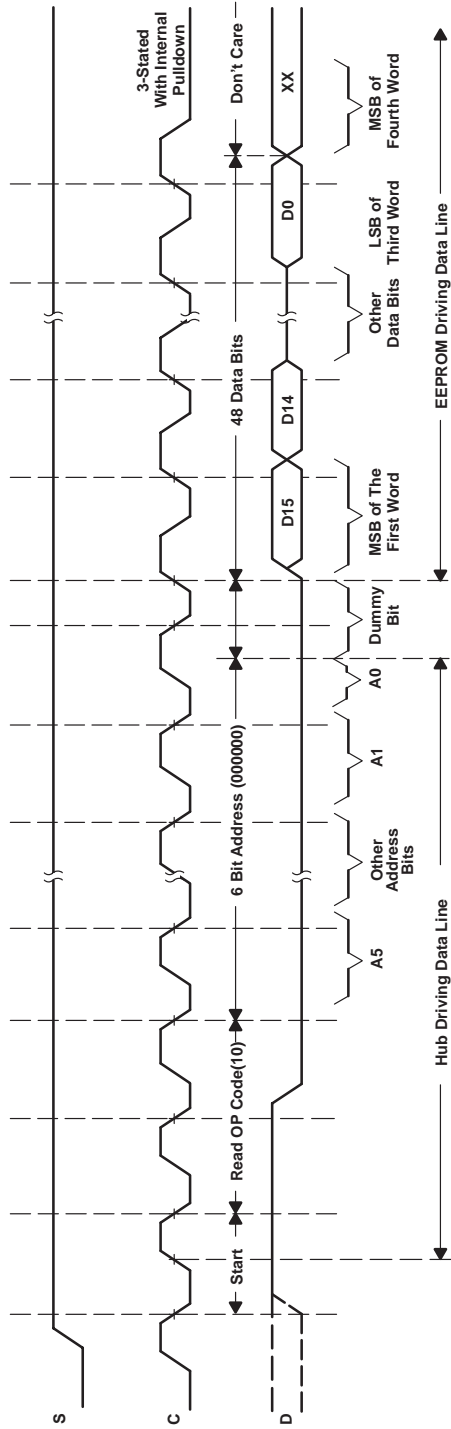 S
C
3-Stated
With Internal
Pulldown
Start
Read OP Code(10)
6 Bit Address (000000)
48 Data Bits
Don't Care
D
D15
D14
D0
XX
A5
Other
Address
Bits
A1
A0
Dummy
Bit
MSB of The
First Word
Other
Data Bits
LSB of
Third Word
MSB of
Fourth Word
Hub Driving Data Line
EEPROM Driving Data Line